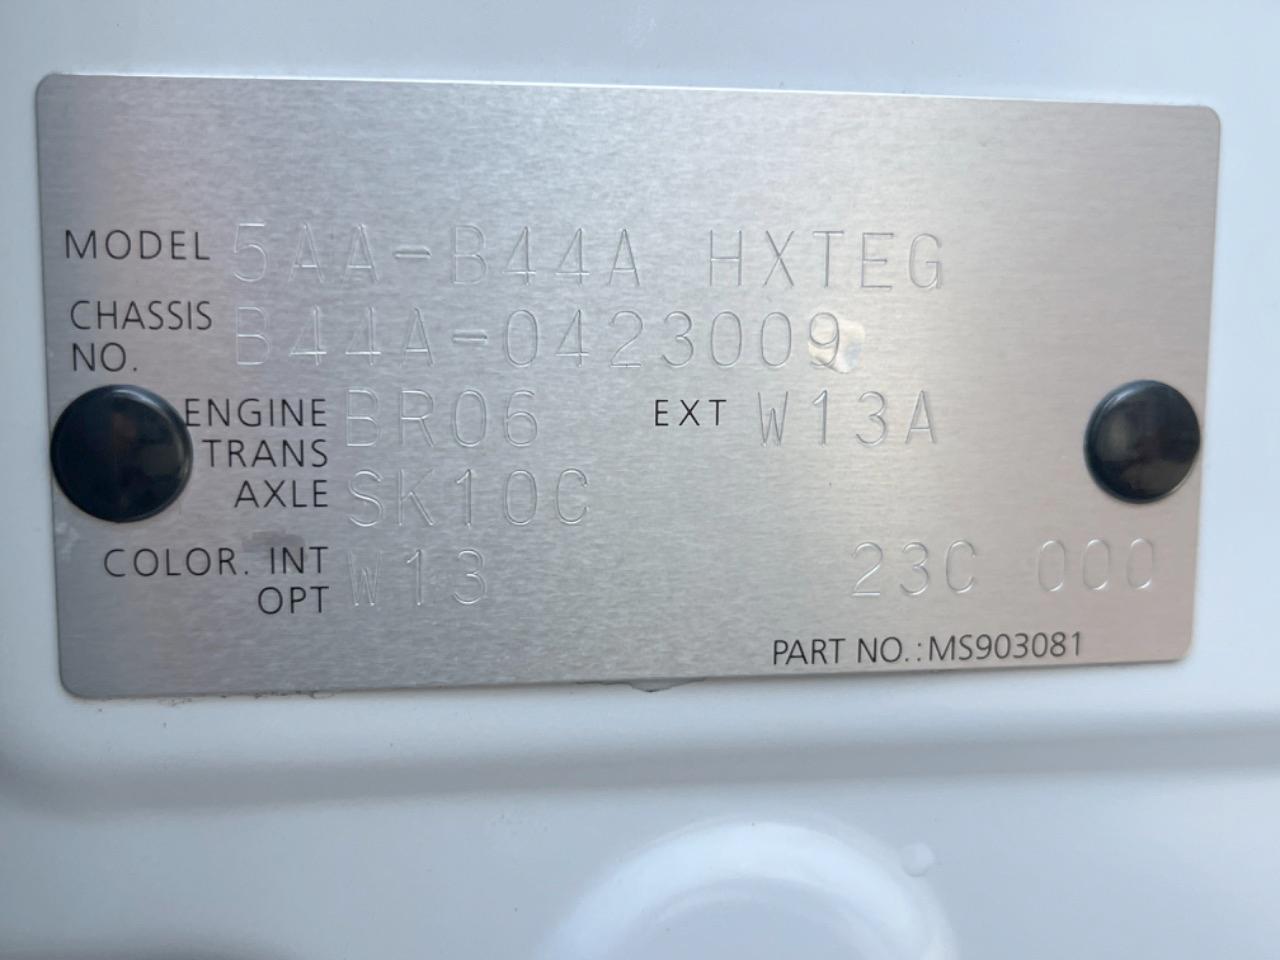 MODEL 5AA-B44A HXTEG
CHASSIS NO. B44A-0423009
ENGINE BR06 EXT W13A
TRANS AXLE SK10C
COLOR. INT W13 23C 000
OPT
PART NO.:MS903081